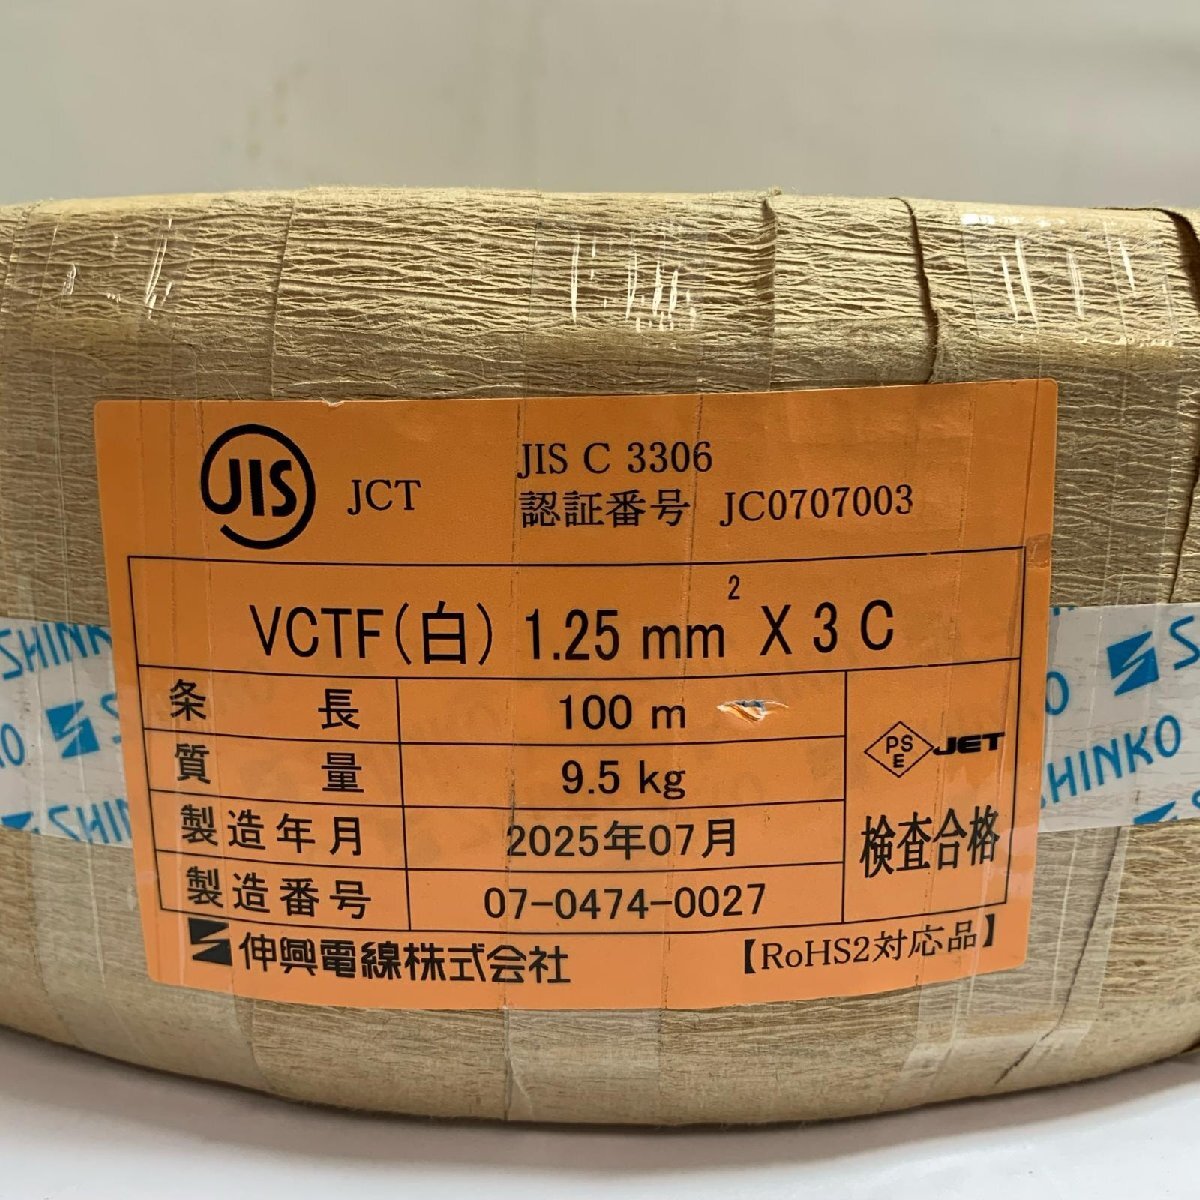 JIS JCT JIS C 3306
認証番号 JC0707003
VCTF(白) 1.25 mm² X 3 C
条長 100 m
質量 9.5 kg
製造年月 2025年07月
製造番号 07-0474-0027
PS E JET
検査合格
伸興電線株式会社 【RoHS2対応品】
SHINKO
SHINKO